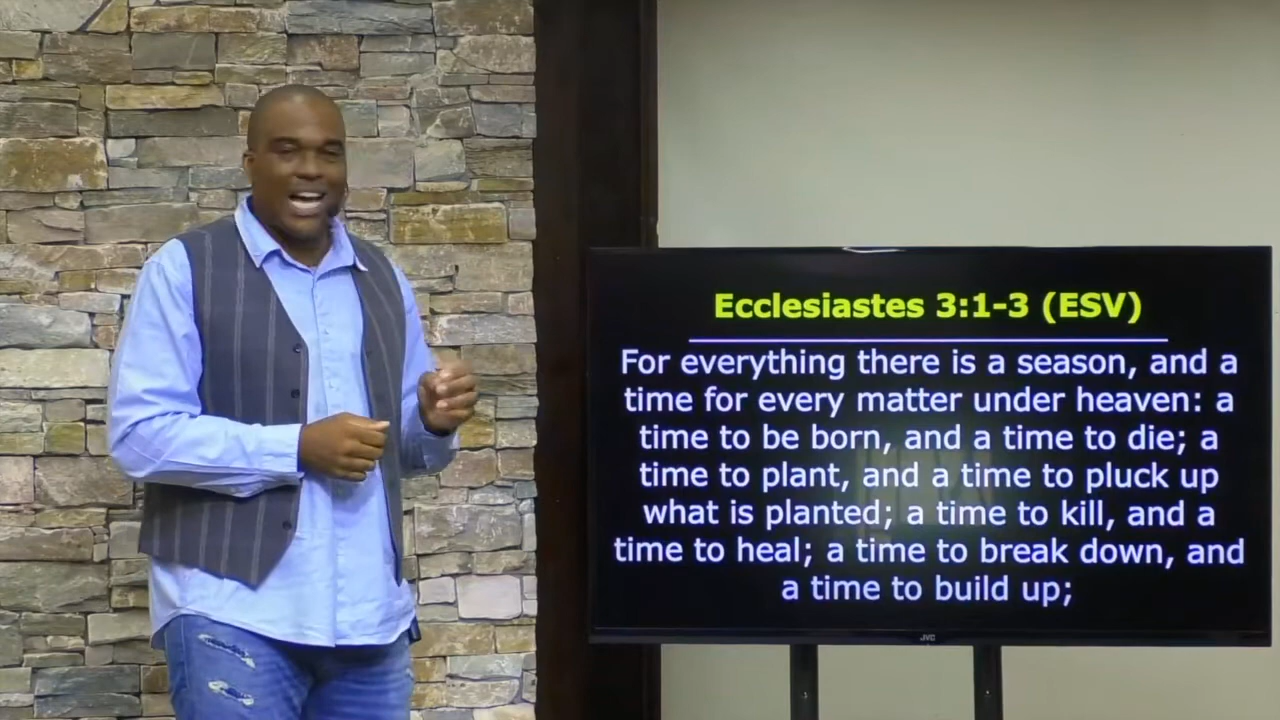 Ecclesiastes 3:1-3 (ESV)
For everything there is a season, and a
time for every matter under heaven: a
time to be born, and a time to die; a
time to plant, and a time to pluck up
what is planted; a time to kill, and a
time to heal; a time to break down, and
a time to build up;
JVC